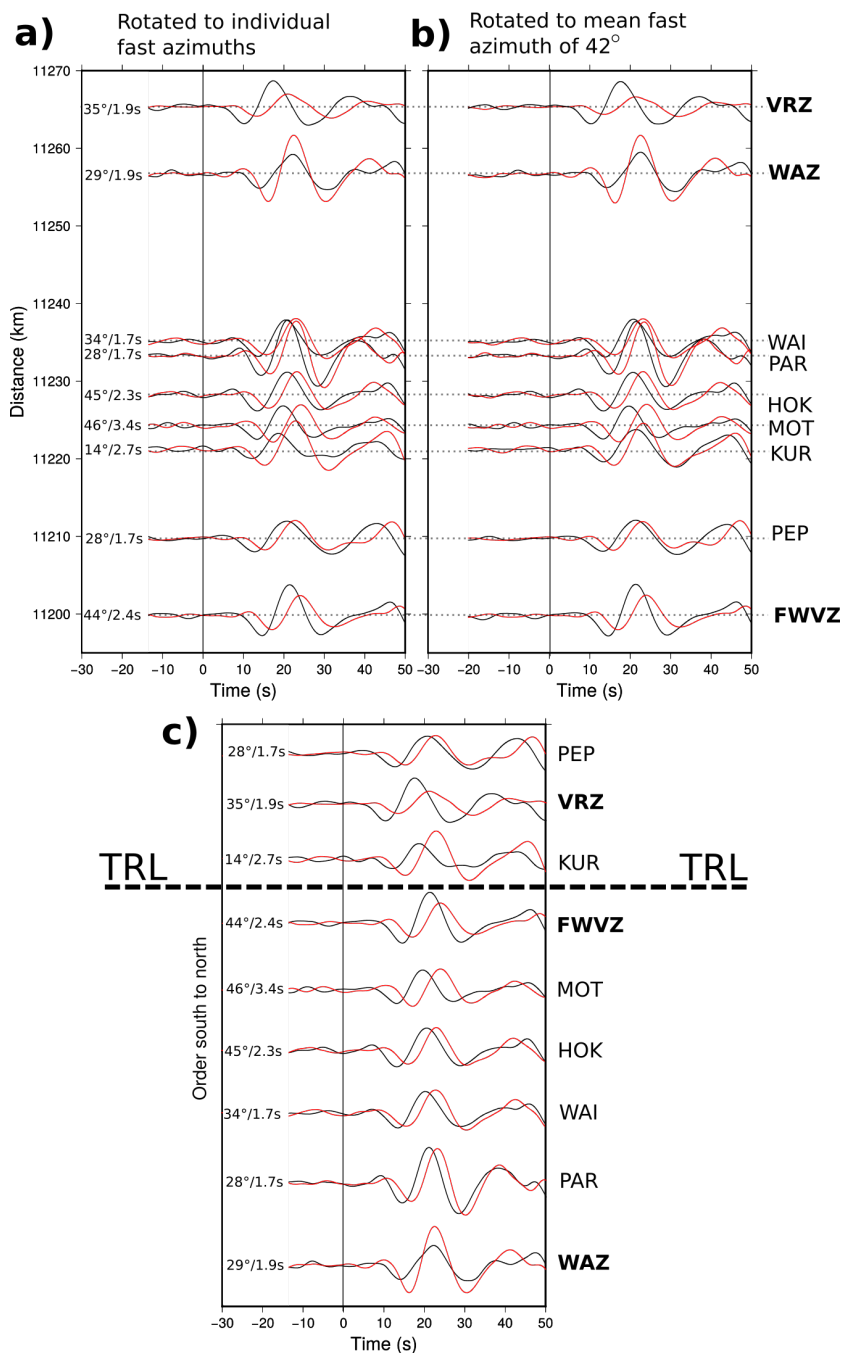 a)
Rotated to individual
fast azimuths
b)
Rotated to mean fast
azimuth of 42°
Distance (km)
11270
11260
11250
11240
11230
11220
11210
11200
35°/1.9s
29°/1.9s
34°/1.7s
28°/1.7s
45°/2.3s
46°/3.4s
14°/2.7s
28°/1.7s
44°/2.4s
VRZ
WAZ
WAI
PAR
HOK
MOT
KUR
PEP
FWVZ
−30 −20 −10 0 10 20 30 40 50
Time (s)
−30 −20 −10 0 10 20 30 40 50
Time (s)
c)
28°/1.7s PEP
35°/1.9s VRZ
14°/2.7s KUR
TRL TRL
44°/2.4s FWVZ
46°/3.4s MOT
45°/2.3s HOK
34°/1.7s WAI
28°/1.7s PAR
29°/1.9s WAZ
Order south to north
−30 −20 −10 0 10 20 30 40 50
Time (s)